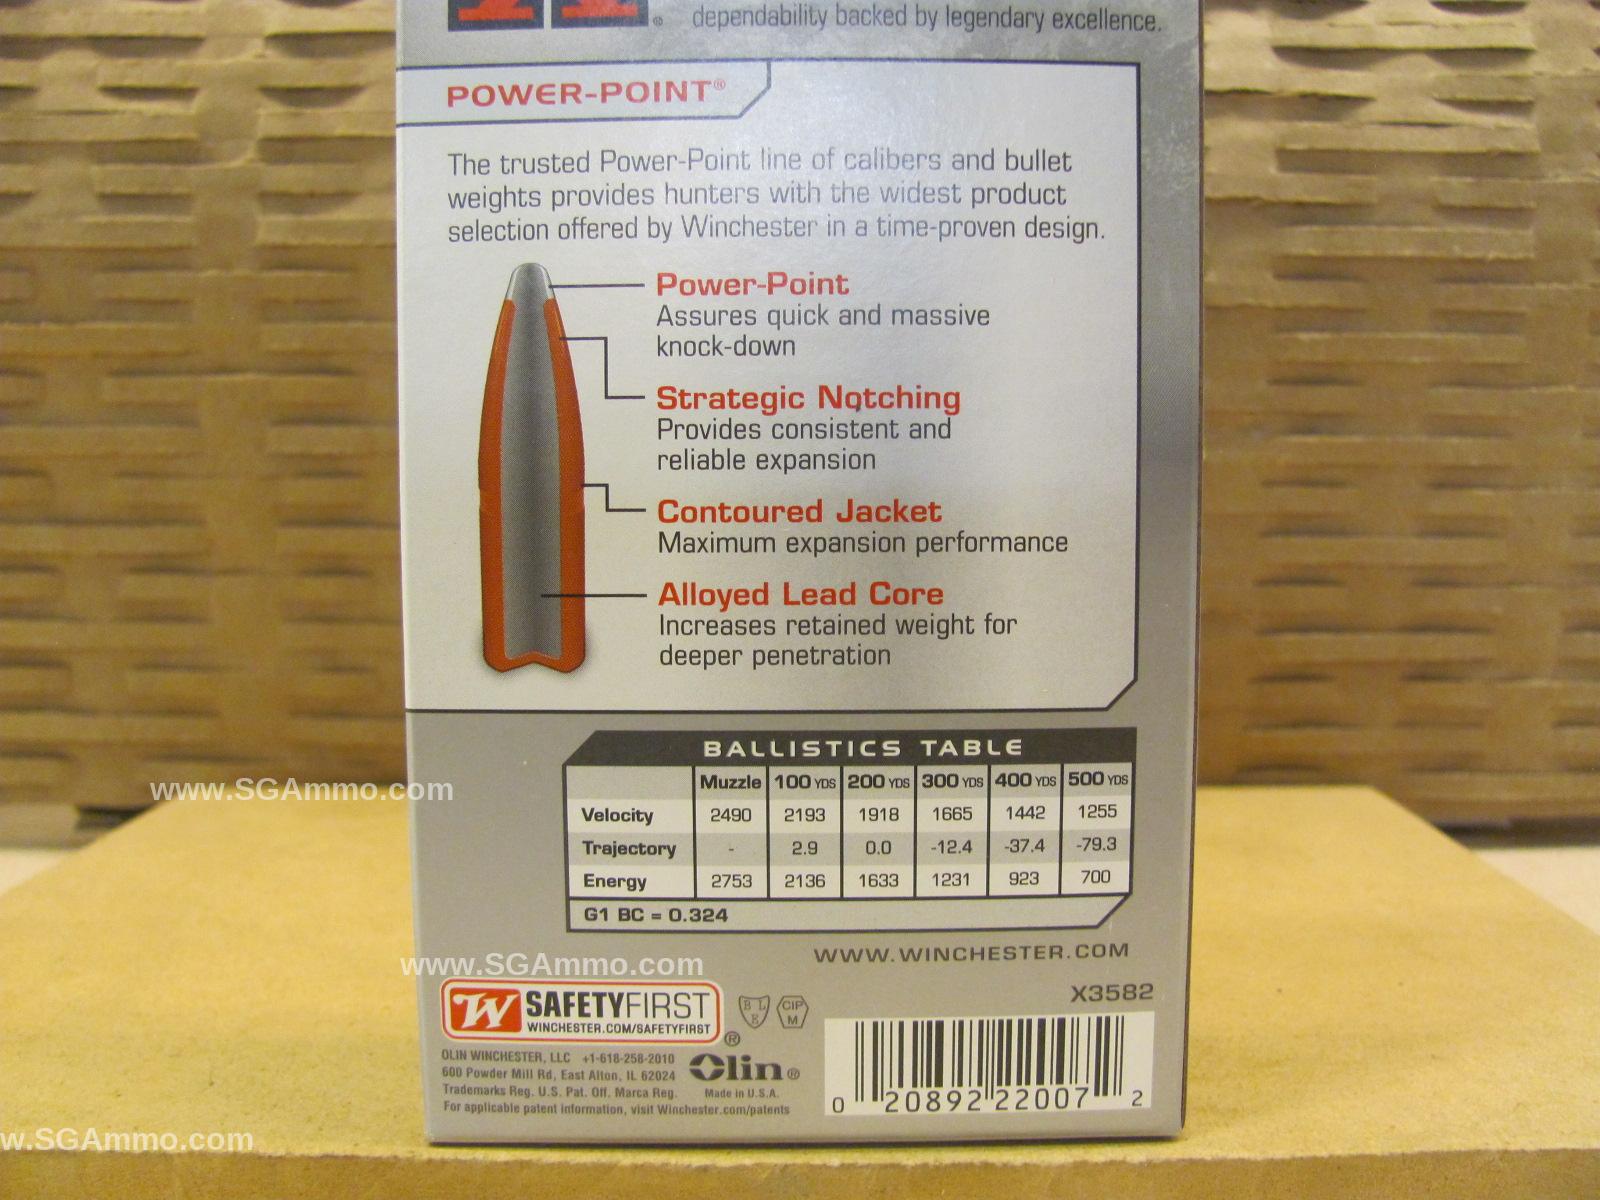 dependability backed by legendary excellence.
POWER-POINT®
The trusted Power-Point line of calibers and bullet
weights provides hunters with the widest product
selection offered by Winchester in a time-proven design.
Power-Point
Assures quick and massive
knock-down
Strategic Notching
Provides consistent and
reliable expansion
Contoured Jacket
Maximum expansion performance
Alloyed Lead Core
Increases retained weight for
deeper penetration
BALLISTICS TABLE
Muzzle 100 YDS 200 YDS 300 YDS 400 YDS 500 YDS
Velocity 2490 2193 1918 1665 1442 1255
Trajectory - 2.9 0.0 -12.4 -37.4 -79.3
Energy 2753 2136 1633 1231 923 700
G1 BC = 0.324
www.SGAmmo.com
WWW.WINCHESTER.COM
www.SGAmmo.com
X3582
W SAFETYFIRST
WINCHESTER.COM/SAFETYFIRST
®
B L E
CIP M
OLIN WINCHESTER, LLC +1-618-258-2010
600 Powder Mill Rd, East Alton, IL 62024
Trademarks Reg. U.S. Pat. Off. Marca Reg.
For applicable patent information, visit Winchester.com/patents
Olin®
Made in U.S.A.
0 20892 22007 2
w.SGAmmo.com